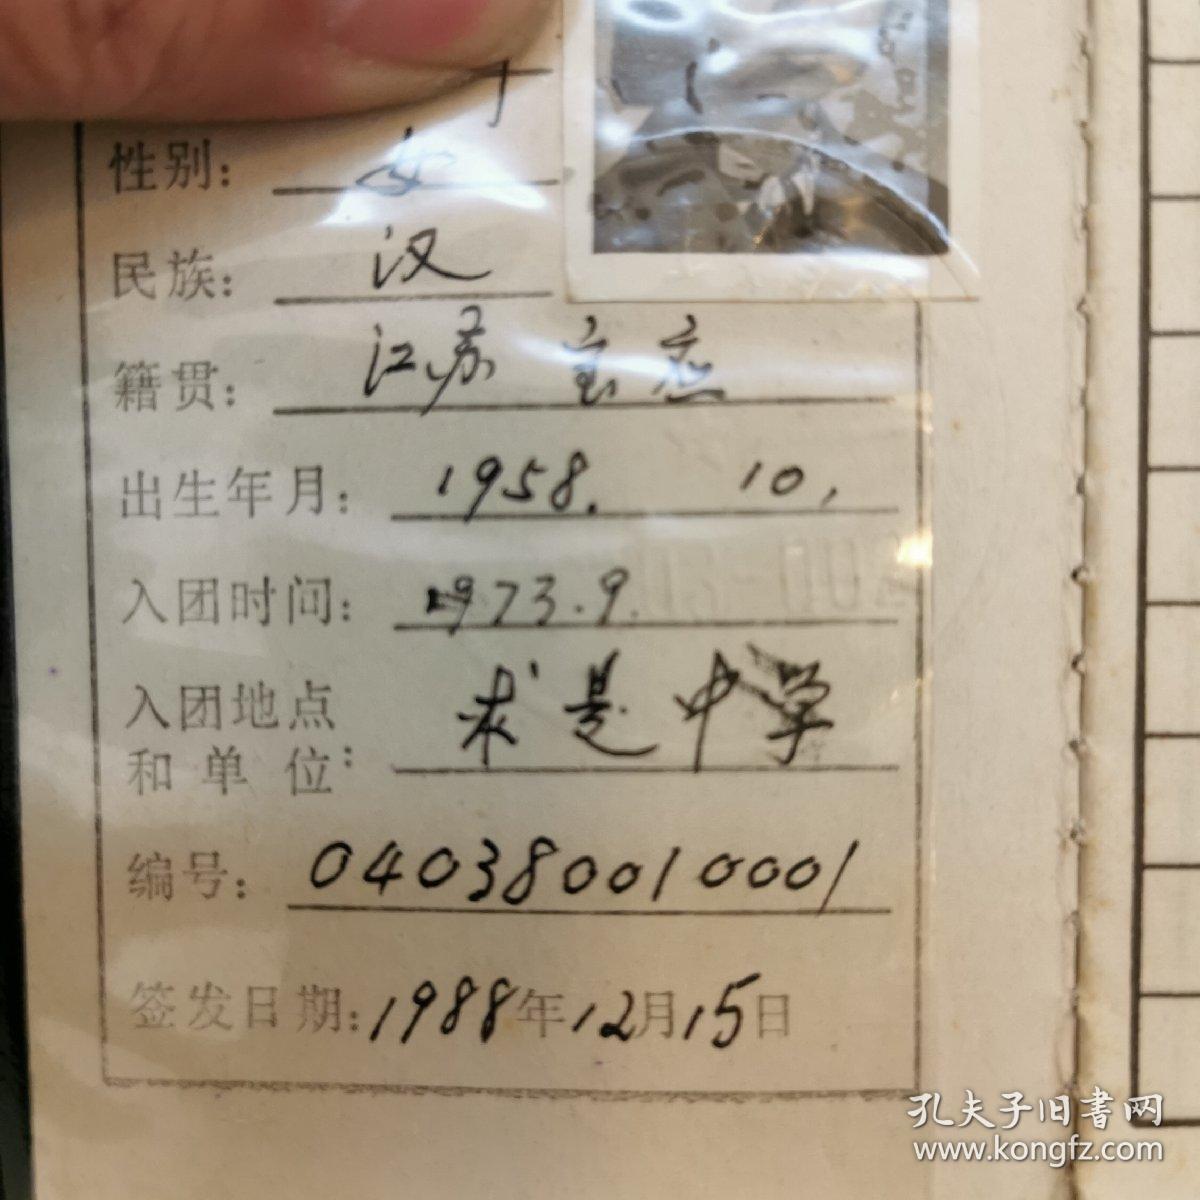 性别: 女
民族: 汉
籍贯: 江苏 宝应
出生年月: 1958. 10.
入团时间: 1973.9.
入团地点
和单位: 求是中学
编号: 040380010001
签发日期: 1988年12月15日
孔夫子旧書网
www.kongfz.com